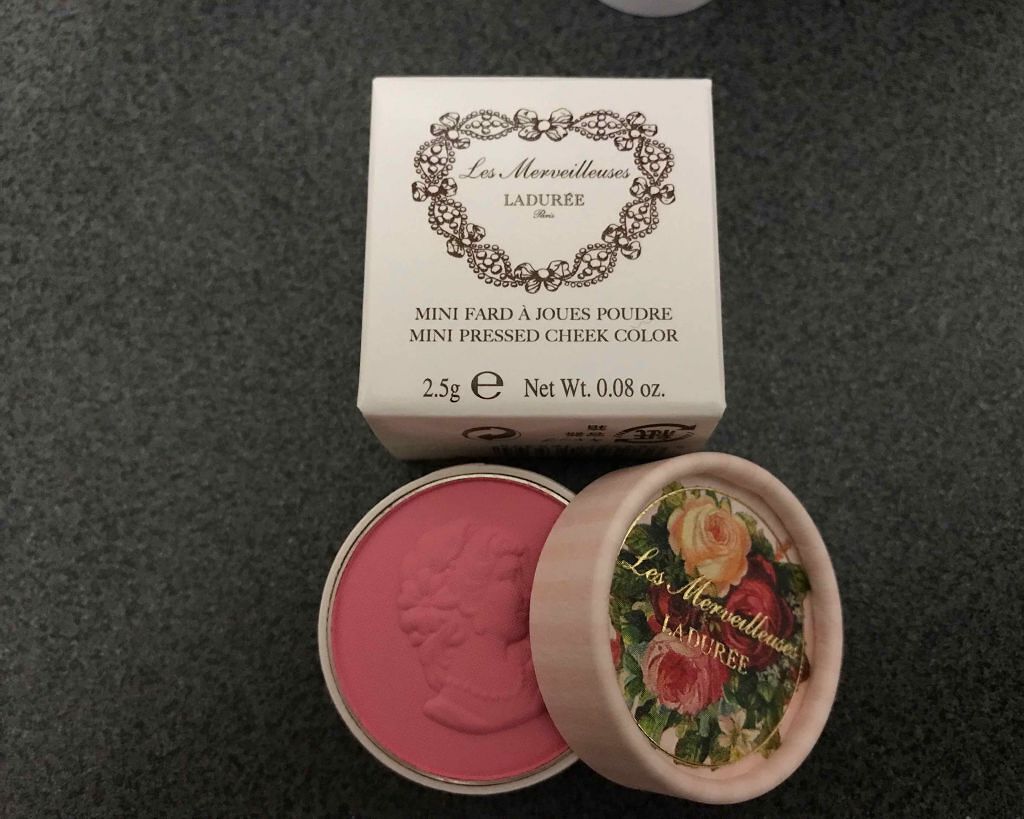 Les Merveilleuses
LADURÉE
Paris
MINI FARD À JOUES POUDRE
MINI PRESSED CHEEK COLOR
2.5g ℮ Net Wt. 0.08 oz.
Les Merveilleuses
LADURÉE